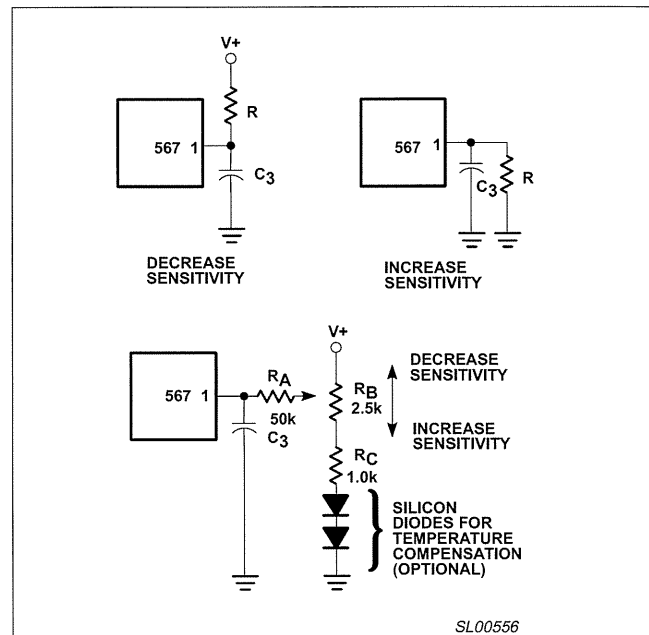 V+
R
567 1
C3
DECREASE
SENSITIVITY
567 1
C3
R
INCREASE
SENSITIVITY
V+
567 1
RA
50k
C3
RB
2.5k
DECREASE
SENSITIVITY
INCREASE
SENSITIVITY
RC
1.0k
SILICON
DIODES FOR
TEMPERATURE
COMPENSATION
(OPTIONAL)
SL00556